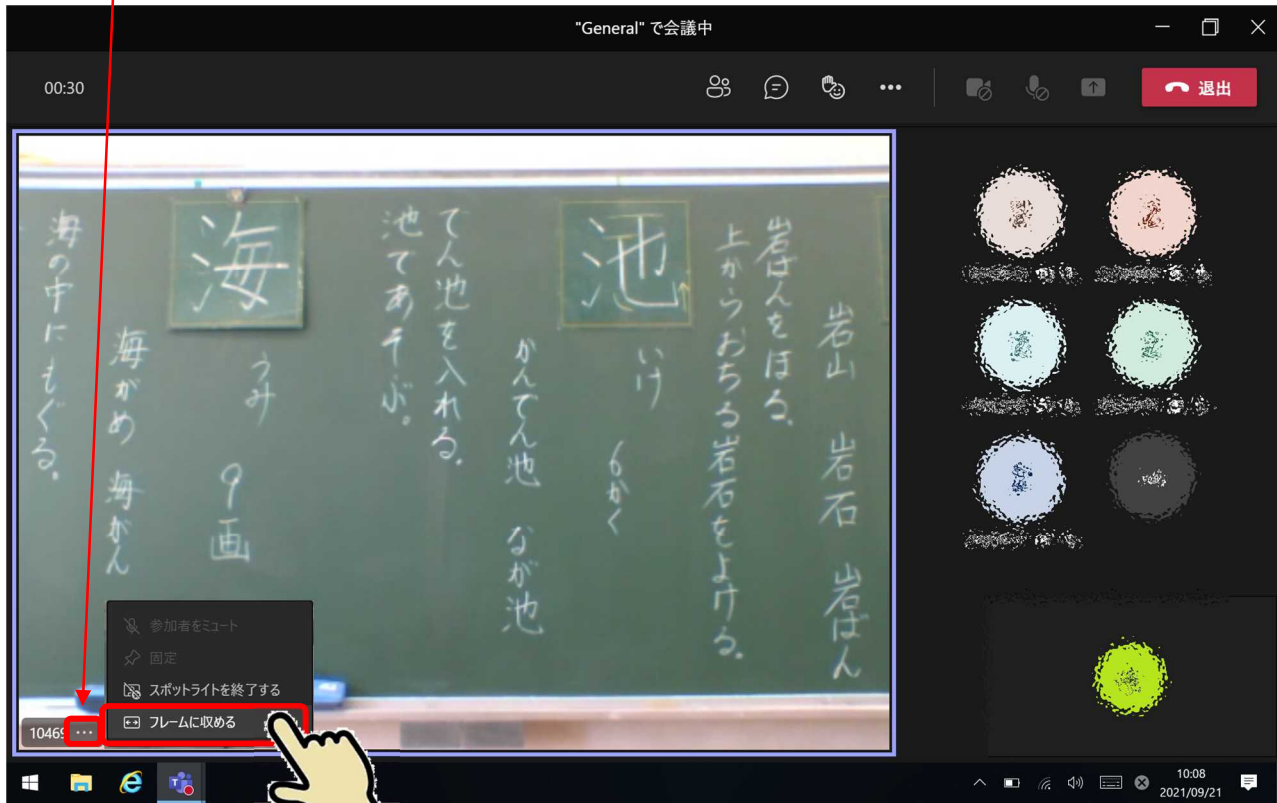 "General" で会議中
00:30
退出
岩山 岩石 岩ばん
岩ばんをほる。
上からおちる岩石をよける。
池
いけ 6かく
かんてん池 ながい池
でん池を入れる。
池であそぶ。
海
うみ 9画
海がめ 海がん
海の中にもぐる。
参加者をミュート
固定
スポットライトを終了する
フレームに収める
10469
10:08
2021/09/21